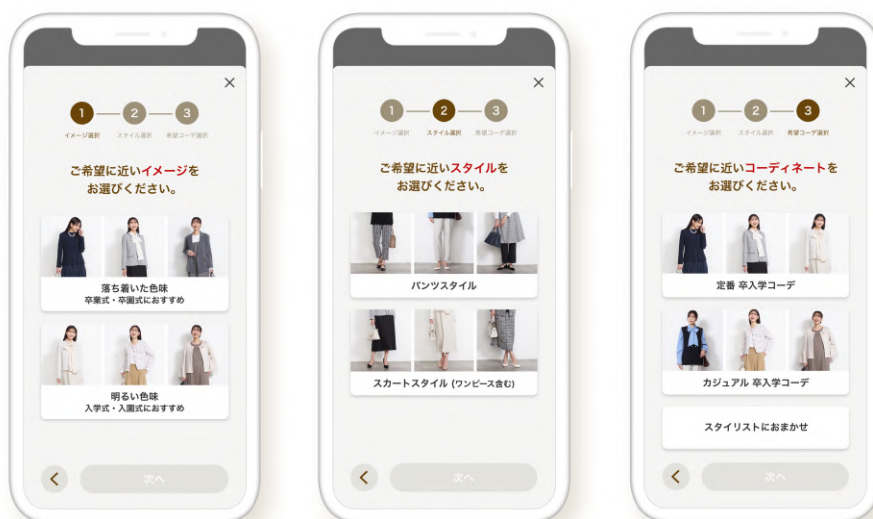 1
2
3
イメージ選択
スタイル選択
希望コーデ選択
ご希望に近いイメージを
お選びください。
落ち着いた色味
卒業式・卒園式におすすめ
明るい色味
入学式・入園式におすすめ
次へ
1
2
3
イメージ選択
スタイル選択
希望コーデ選択
ご希望に近いスタイルを
お選びください。
パンツスタイル
スカートスタイル (ワンピース含む)
次へ
1
2
3
イメージ選択
スタイル選択
希望コーデ選択
ご希望に近いコーディネートを
お選びください。
定番 卒入学コーデ
カジュアル 卒入学コーデ
スタイリストにおまかせ
次へ